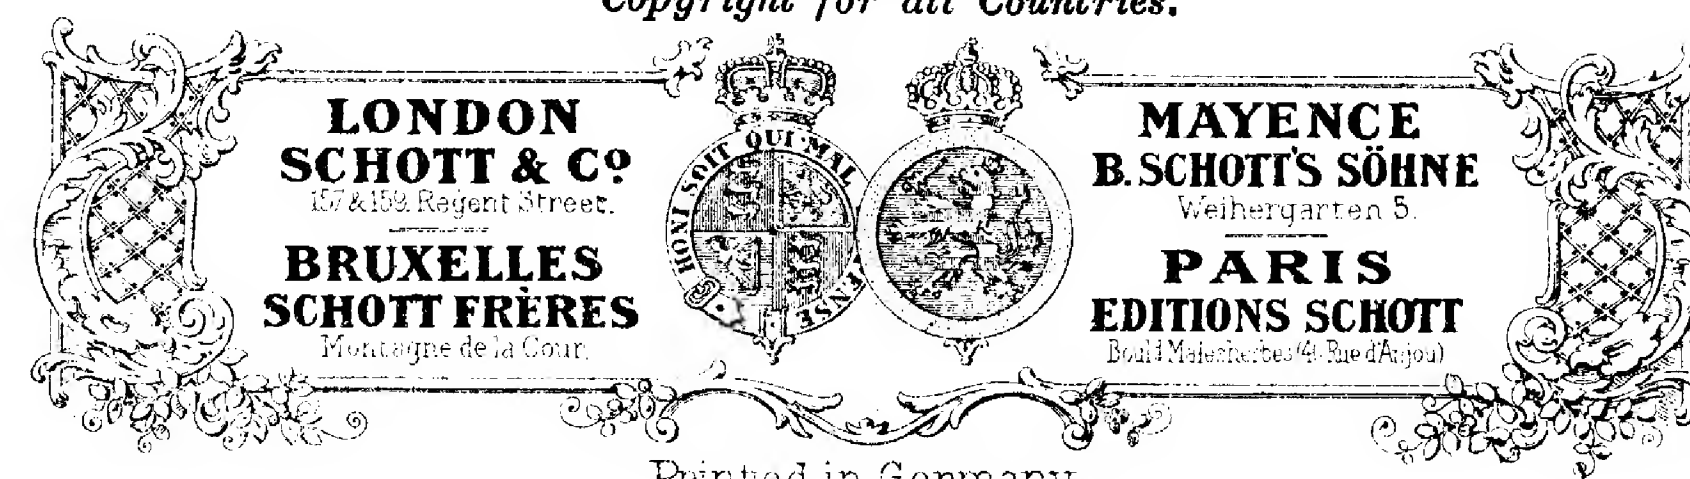 Copyright for all Countries.
LONDON
SCHOTT & Cº
157 & 159. Regent Street.
BRUXELLES
SCHOTT FRÈRES
Montagne de la Cour.
HONI SOIT QUI MAL
PENSE
MAYENCE
B. SCHOTT'S SÖHNE
Weihergarten 5.
PARIS
EDITIONS SCHOTT
Boul.d Malesherbes (4. Rue d'Anjou)
Printed in Germany